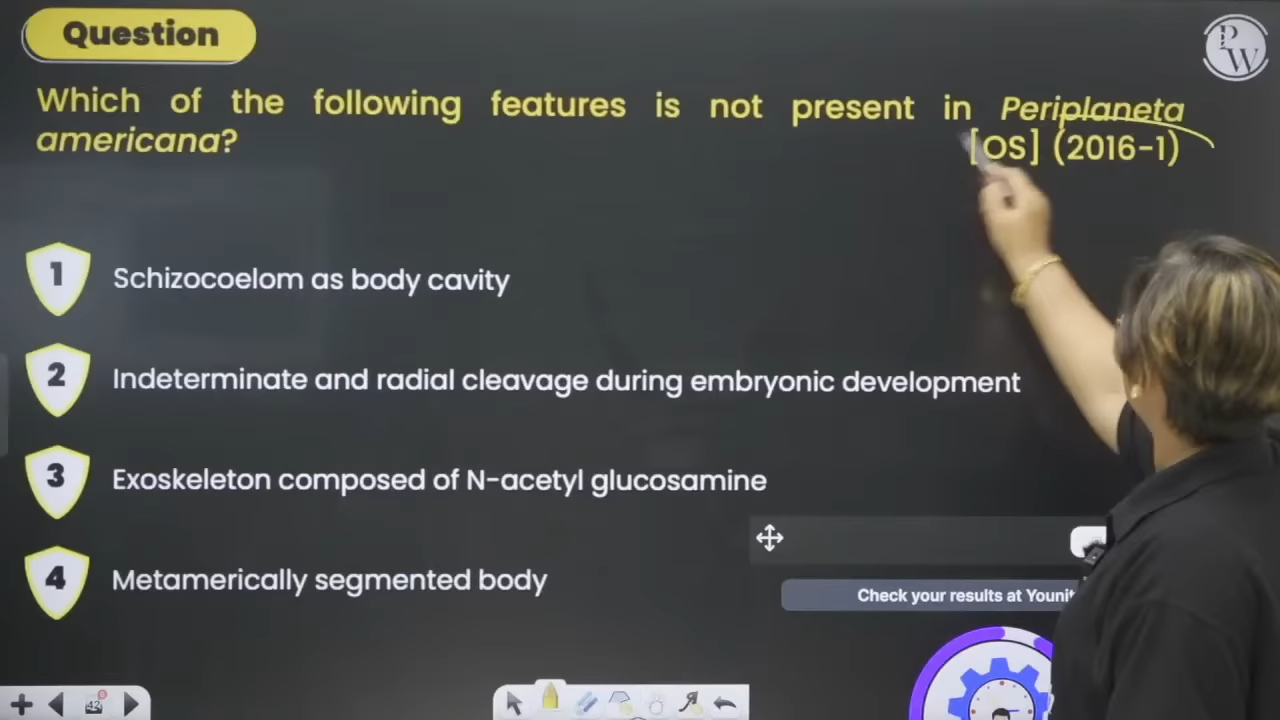 Question
PW
Which of the following features is not present in Periplaneta
americana?
[OS] (2016-1)
1 Schizocoelom as body cavity
2 Indeterminate and radial cleavage during embryonic development
3 Exoskeleton composed of N-acetyl glucosamine
4 Metamerically segmented body
Check your results at Younit
42